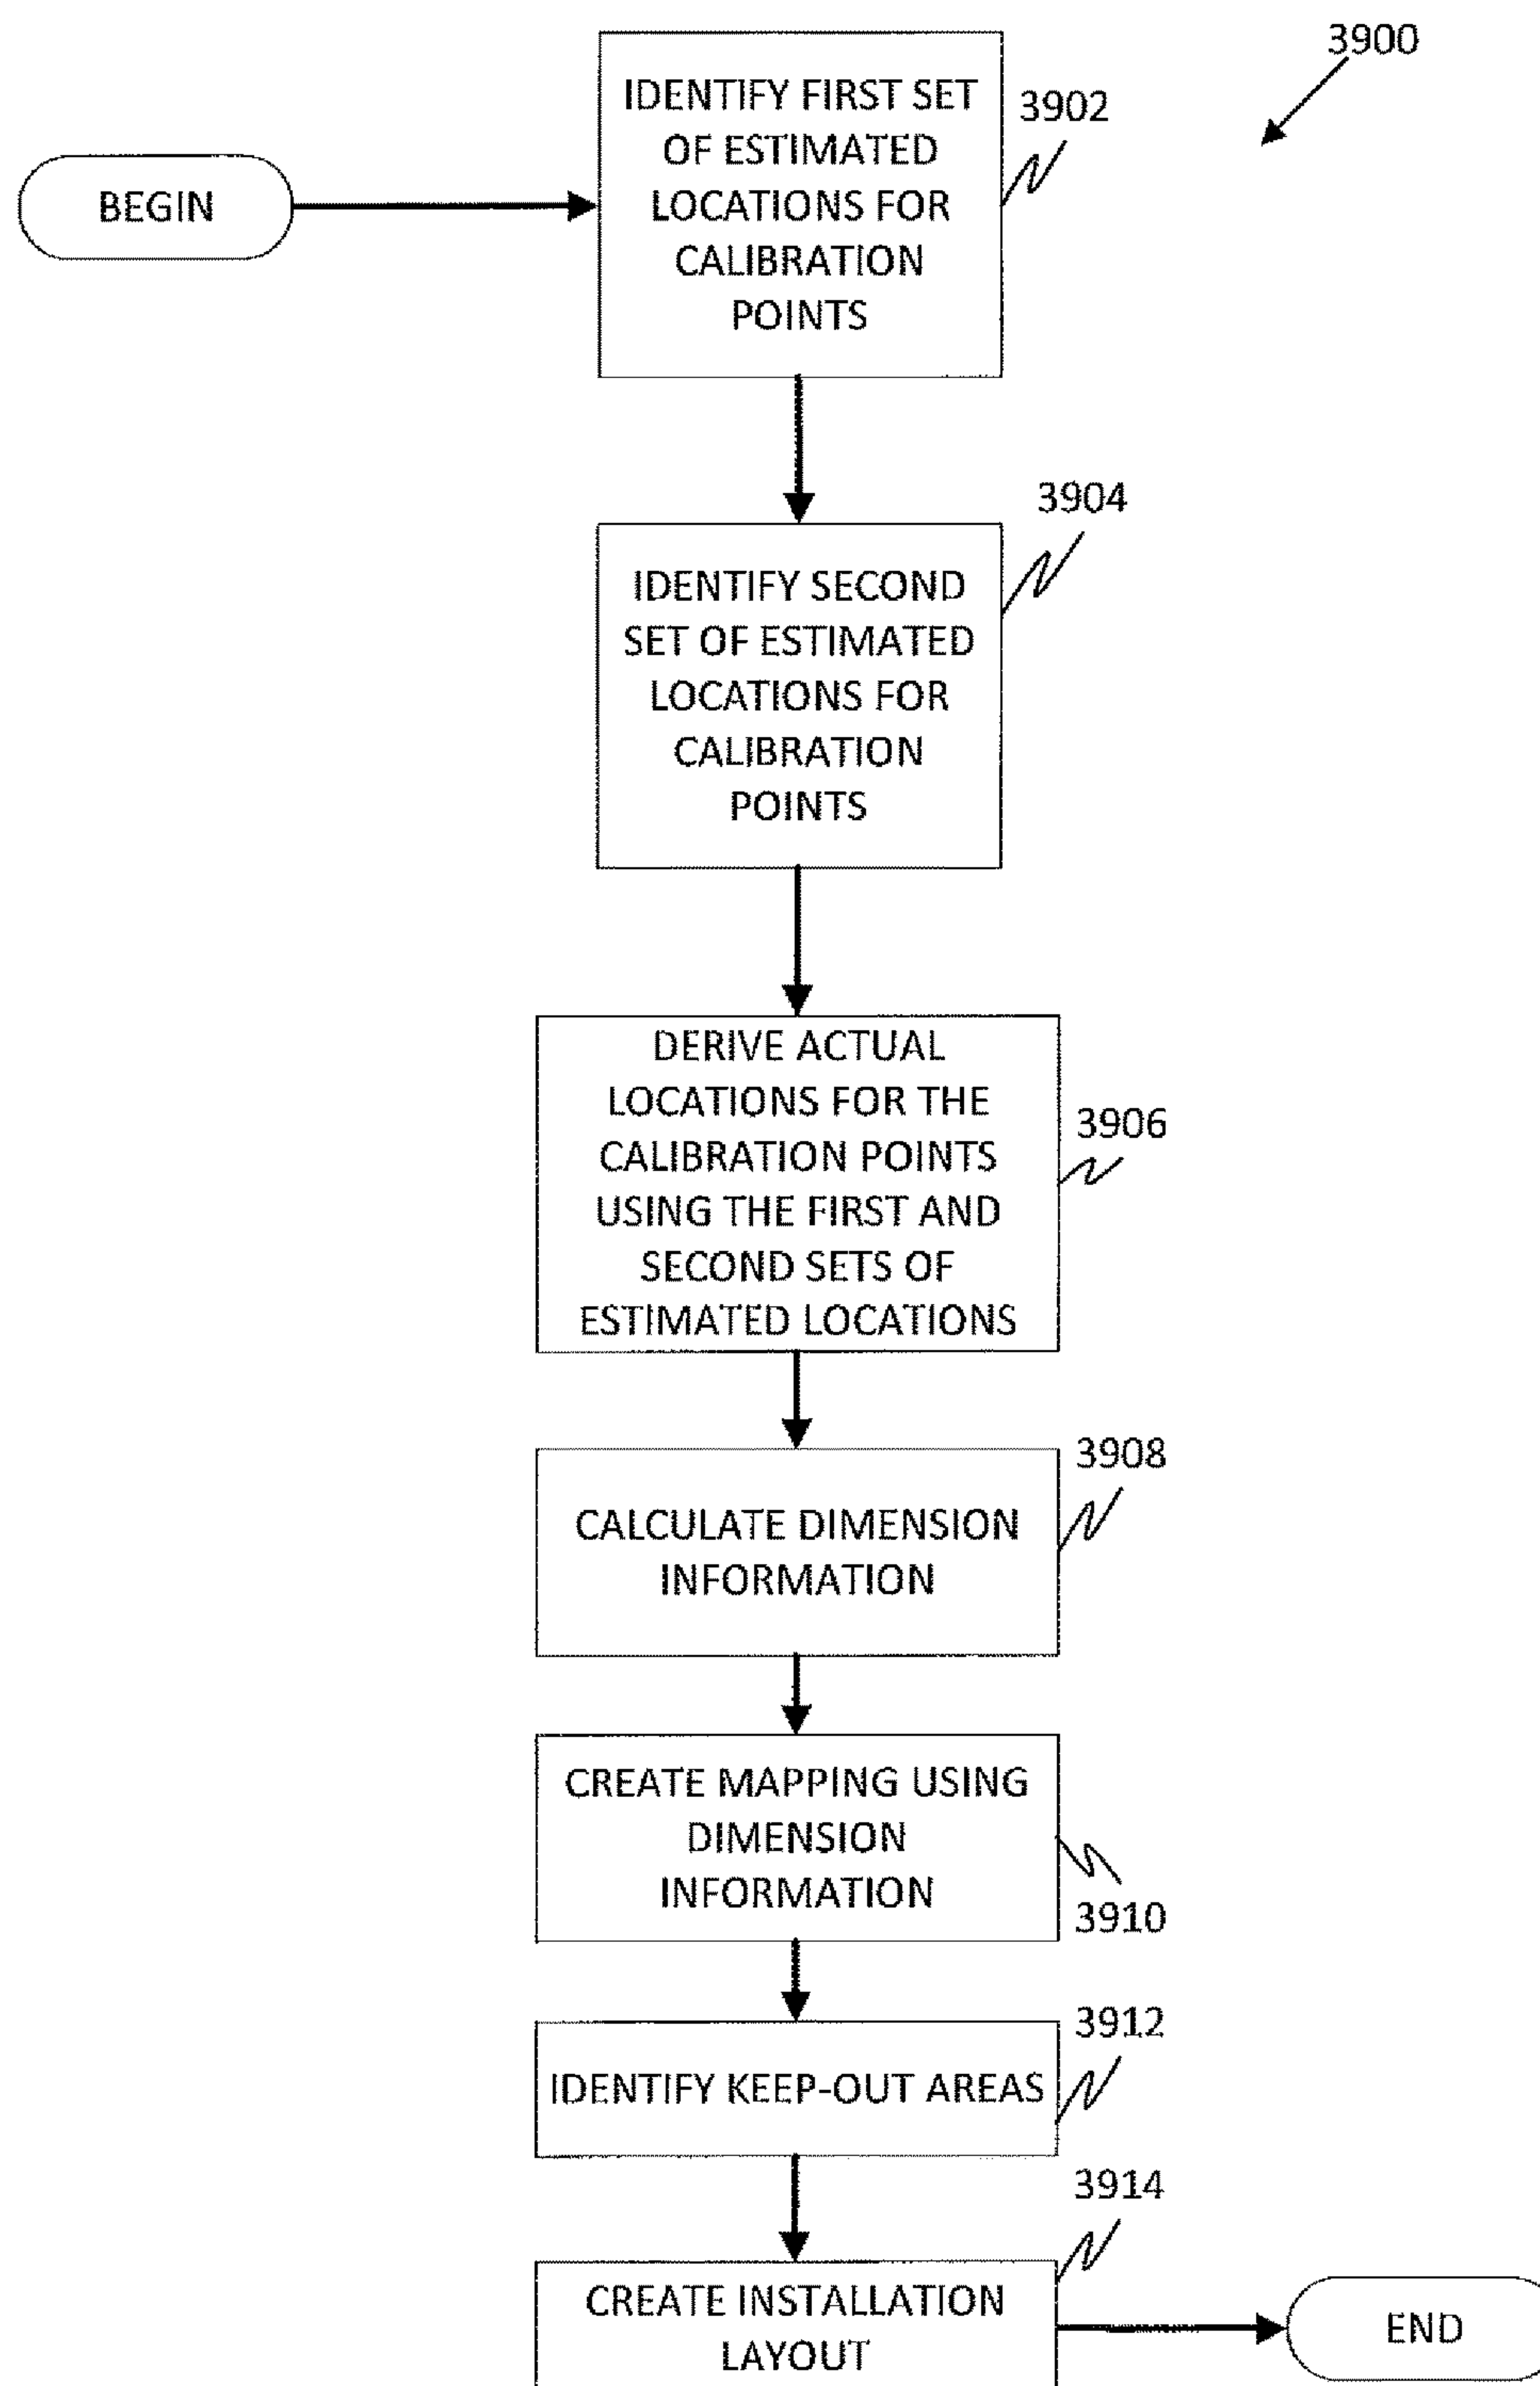 3900
IDENTIFY FIRST SET
OF ESTIMATED
LOCATIONS FOR
CALIBRATION
POINTS
3902
BEGIN
3904
IDENTIFY SECOND
SET OF ESTIMATED
LOCATIONS FOR
CALIBRATION
POINTS
DERIVE ACTUAL
LOCATIONS FOR THE
CALIBRATION POINTS
USING THE FIRST AND
SECOND SETS OF
ESTIMATED LOCATIONS
3906
3908
CALCULATE DIMENSION
INFORMATION
CREATE MAPPING USING
DIMENSION
INFORMATION
3910
3912
IDENTIFY KEEP-OUT AREAS
3914
CREATE INSTALLATION
LAYOUT
END